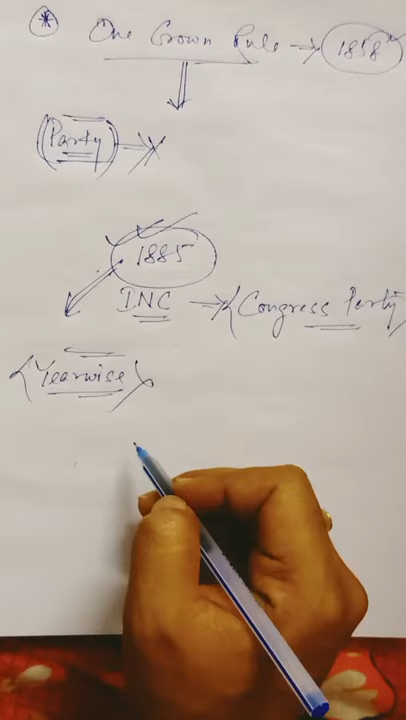 * One Crown Rule → 1858
(Party) → X
1885
INC → { Congress Party
{ Yearwise }